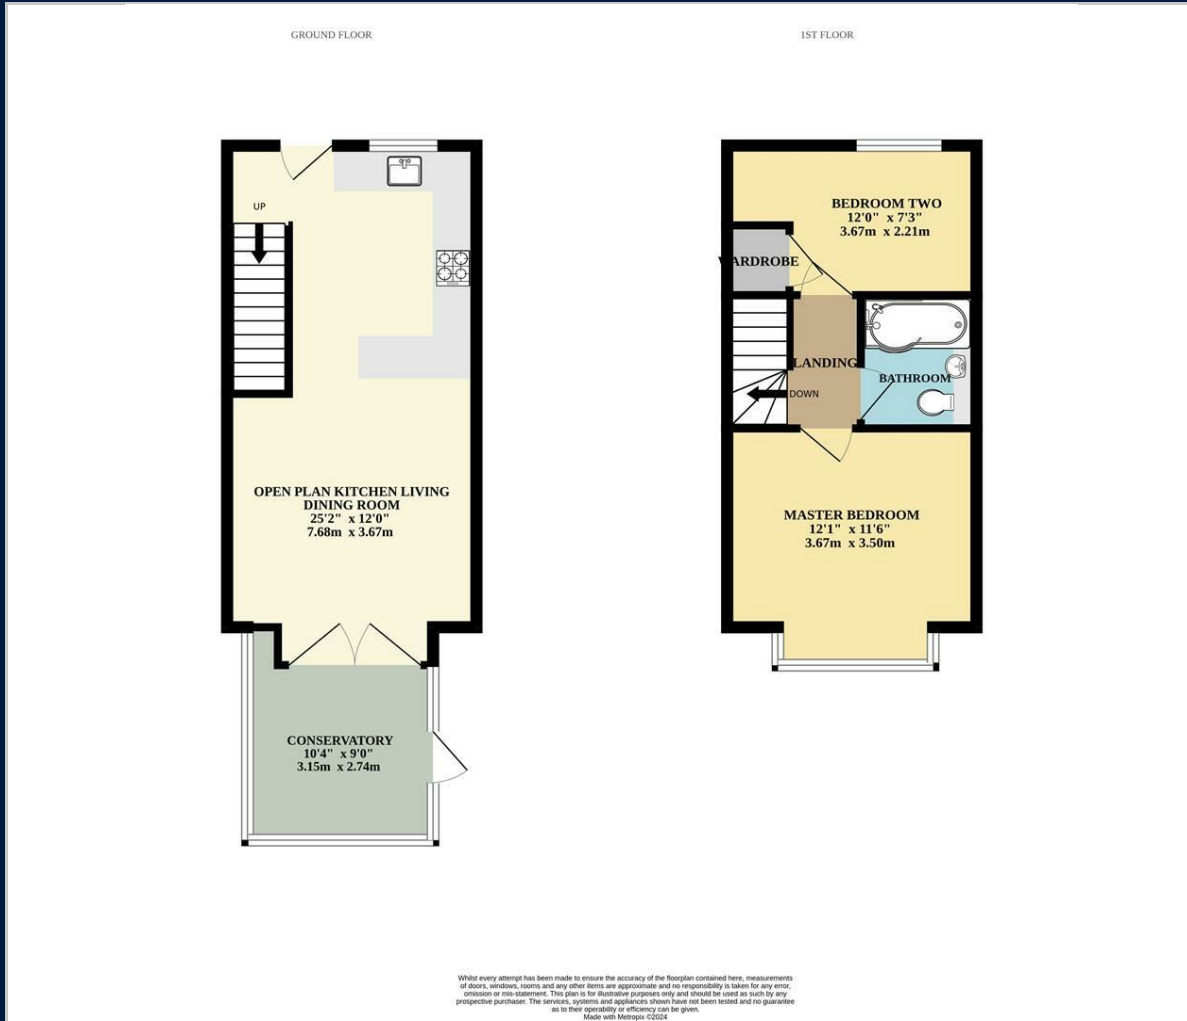 GROUND FLOOR
1ST FLOOR
UP
OPEN PLAN KITCHEN LIVING
DINING ROOM
25'2" x 12'0"
7.68m x 3.67m
CONSERVATORY
10'4" x 9'0"
3.15m x 2.74m
BEDROOM TWO
12'0" x 7'3"
3.67m x 2.21m
WARDROBE
LANDING
BATHROOM
DOWN
MASTER BEDROOM
12'1" x 11'6"
3.67m x 3.50m
Whilst every attempt has been made to ensure the accuracy of the floorplan contained here, measurements
of doors, windows, rooms and any other items are approximate and no responsibility is taken for any error,
omission or mis-statement. This plan is for illustrative purposes only and should be used as such by any
prospective purchaser. The services, systems and appliances shown have not been tested and no guarantee
as to their operability or efficiency can be given.
Made with Metropix ©2024